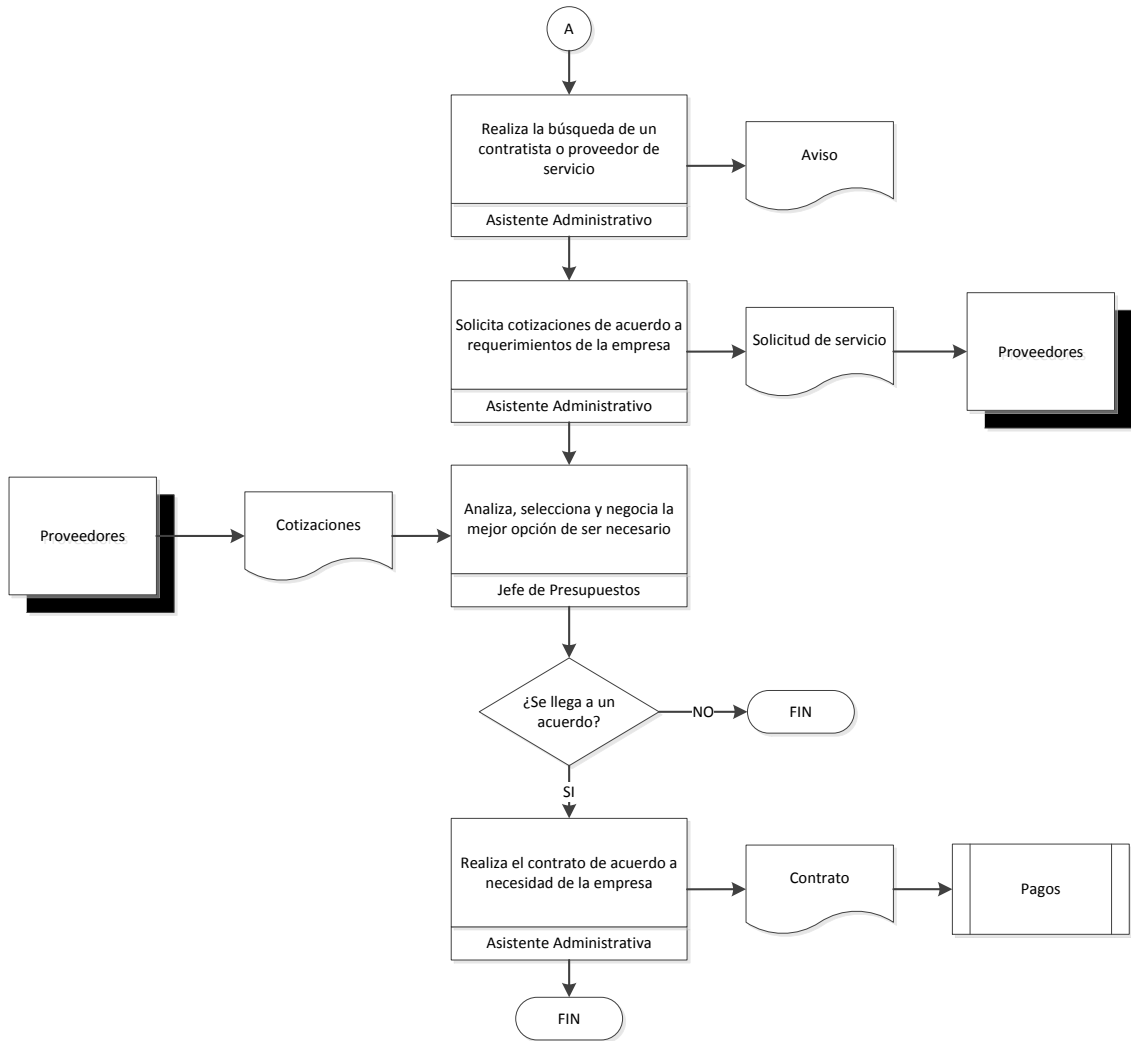 A
Realiza la búsqueda de un
contratista o proveedor de
servicio
Asistente Administrativo
Aviso
Solicita cotizaciones de acuerdo a
requerimientos de la empresa
Asistente Administrativo
Solicitud de servicio
Proveedores
Proveedores
Cotizaciones
Analiza, selecciona y negocia la
mejor opción de ser necesario
Jefe de Presupuestos
¿Se llega a un
acuerdo?
NO
FIN
SI
Realiza el contrato de acuerdo a
necesidad de la empresa
Asistente Administrativa
Contrato
Pagos
FIN